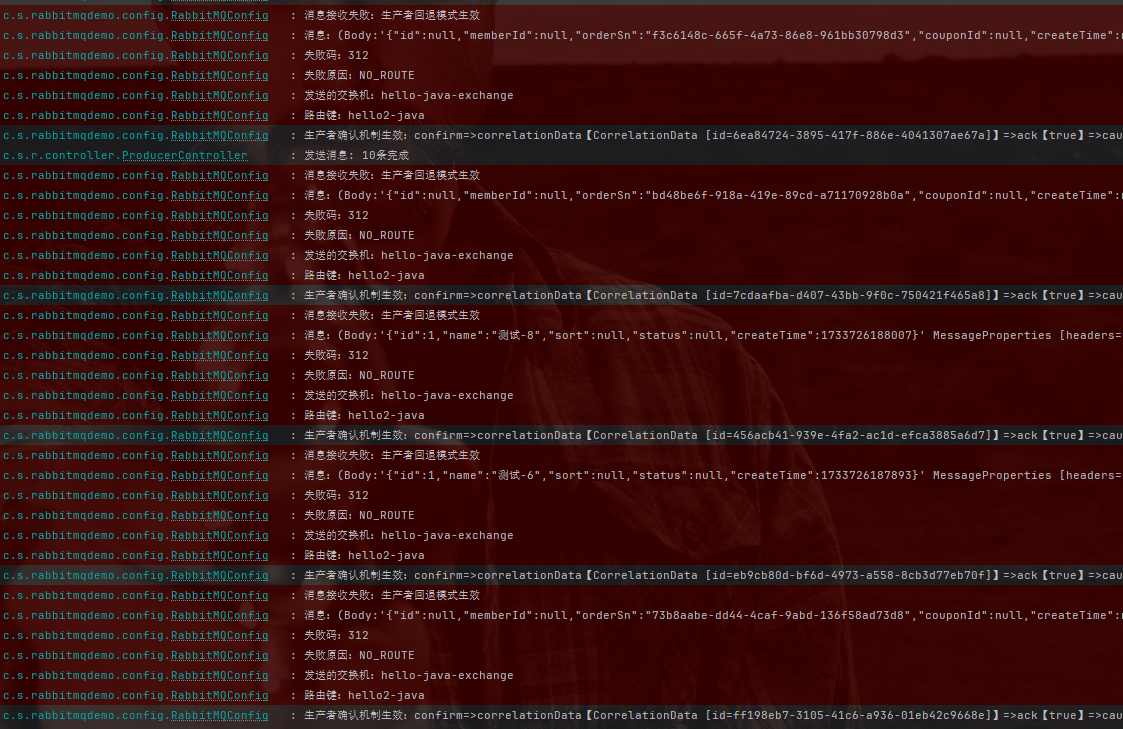 c.s.rabbitmqdemo.config.RabbitMQConfig : 消息接收失败：生产者回退模式生效
c.s.rabbitmqdemo.config.RabbitMQConfig : 消息：(Body:'{"id":null,"memberId":null,"orderSn":"f3c6148c-665f-4a73-86e8-961bb30798d3","couponId":null,"createTime":n
c.s.rabbitmqdemo.config.RabbitMQConfig : 失败码：312
c.s.rabbitmqdemo.config.RabbitMQConfig : 失败原因：NO_ROUTE
c.s.rabbitmqdemo.config.RabbitMQConfig : 发送的交换机：hello-java-exchange
c.s.rabbitmqdemo.config.RabbitMQConfig : 路由键：hello2-java
c.s.rabbitmqdemo.config.RabbitMQConfig : 生产者确认机制生效：confirm=>correlationData【CorrelationData [id=6ea84724-3895-417f-886e-4041307ae67a]】=>ack【true】=>cau
c.s.r.controller.ProducerController : 发送消息: 10条完成
c.s.rabbitmqdemo.config.RabbitMQConfig : 消息接收失败：生产者回退模式生效
c.s.rabbitmqdemo.config.RabbitMQConfig : 消息：(Body:'{"id":null,"memberId":null,"orderSn":"bd48be6f-918a-419e-89cd-a71170928b0a","couponId":null,"createTime":n
c.s.rabbitmqdemo.config.RabbitMQConfig : 失败码：312
c.s.rabbitmqdemo.config.RabbitMQConfig : 失败原因：NO_ROUTE
c.s.rabbitmqdemo.config.RabbitMQConfig : 发送的交换机：hello-java-exchange
c.s.rabbitmqdemo.config.RabbitMQConfig : 路由键：hello2-java
c.s.rabbitmqdemo.config.RabbitMQConfig : 生产者确认机制生效：confirm=>correlationData【CorrelationData [id=7cdaafba-d407-43bb-9f0c-750421f465a8]】=>ack【true】=>cau
c.s.rabbitmqdemo.config.RabbitMQConfig : 消息接收失败：生产者回退模式生效
c.s.rabbitmqdemo.config.RabbitMQConfig : 消息：(Body:'{"id":1,"name":"测试-8","sort":null,"status":null,"createTime":1733726188007}' MessageProperties [headers=
c.s.rabbitmqdemo.config.RabbitMQConfig : 失败码：312
c.s.rabbitmqdemo.config.RabbitMQConfig : 失败原因：NO_ROUTE
c.s.rabbitmqdemo.config.RabbitMQConfig : 发送的交换机：hello-java-exchange
c.s.rabbitmqdemo.config.RabbitMQConfig : 路由键：hello2-java
c.s.rabbitmqdemo.config.RabbitMQConfig : 生产者确认机制生效：confirm=>correlationData【CorrelationData [id=456acb41-939e-4fa2-ac1d-efca3885a6d7]】=>ack【true】=>cau
c.s.rabbitmqdemo.config.RabbitMQConfig : 消息接收失败：生产者回退模式生效
c.s.rabbitmqdemo.config.RabbitMQConfig : 消息：(Body:'{"id":1,"name":"测试-6","sort":null,"status":null,"createTime":1733726187893}' MessageProperties [headers=
c.s.rabbitmqdemo.config.RabbitMQConfig : 失败码：312
c.s.rabbitmqdemo.config.RabbitMQConfig : 失败原因：NO_ROUTE
c.s.rabbitmqdemo.config.RabbitMQConfig : 发送的交换机：hello-java-exchange
c.s.rabbitmqdemo.config.RabbitMQConfig : 路由键：hello2-java
c.s.rabbitmqdemo.config.RabbitMQConfig : 生产者确认机制生效：confirm=>correlationData【CorrelationData [id=eb9cb80d-bf6d-4973-a558-8cb3d77eb70f]】=>ack【true】=>cau
c.s.rabbitmqdemo.config.RabbitMQConfig : 消息接收失败：生产者回退模式生效
c.s.rabbitmqdemo.config.RabbitMQConfig : 消息：(Body:'{"id":null,"memberId":null,"orderSn":"73b8aabe-dd44-4caf-9abd-136f58ad73d8","couponId":null,"createTime":n
c.s.rabbitmqdemo.config.RabbitMQConfig : 失败码：312
c.s.rabbitmqdemo.config.RabbitMQConfig : 失败原因：NO_ROUTE
c.s.rabbitmqdemo.config.RabbitMQConfig : 发送的交换机：hello-java-exchange
c.s.rabbitmqdemo.config.RabbitMQConfig : 路由键：hello2-java
c.s.rabbitmqdemo.config.RabbitMQConfig : 生产者确认机制生效：confirm=>correlationData【CorrelationData [id=ff198eb7-3105-41c6-a936-01eb42c9668e]】=>ack【true】=>cau